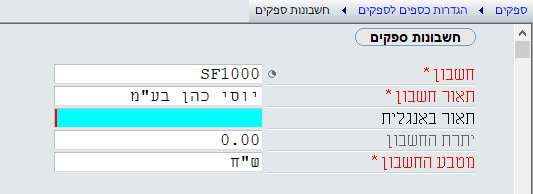 ספקים ◄ הגדרות כספים לספקים ◄ חשבונות ספקים
חשבונות ספקים
חשבון * SF1000
תאור חשבון * יוסי כהן בע"מ
תאור באנגלית
יתרת החשבון 0.00
מטבע החשבון * ש"ח